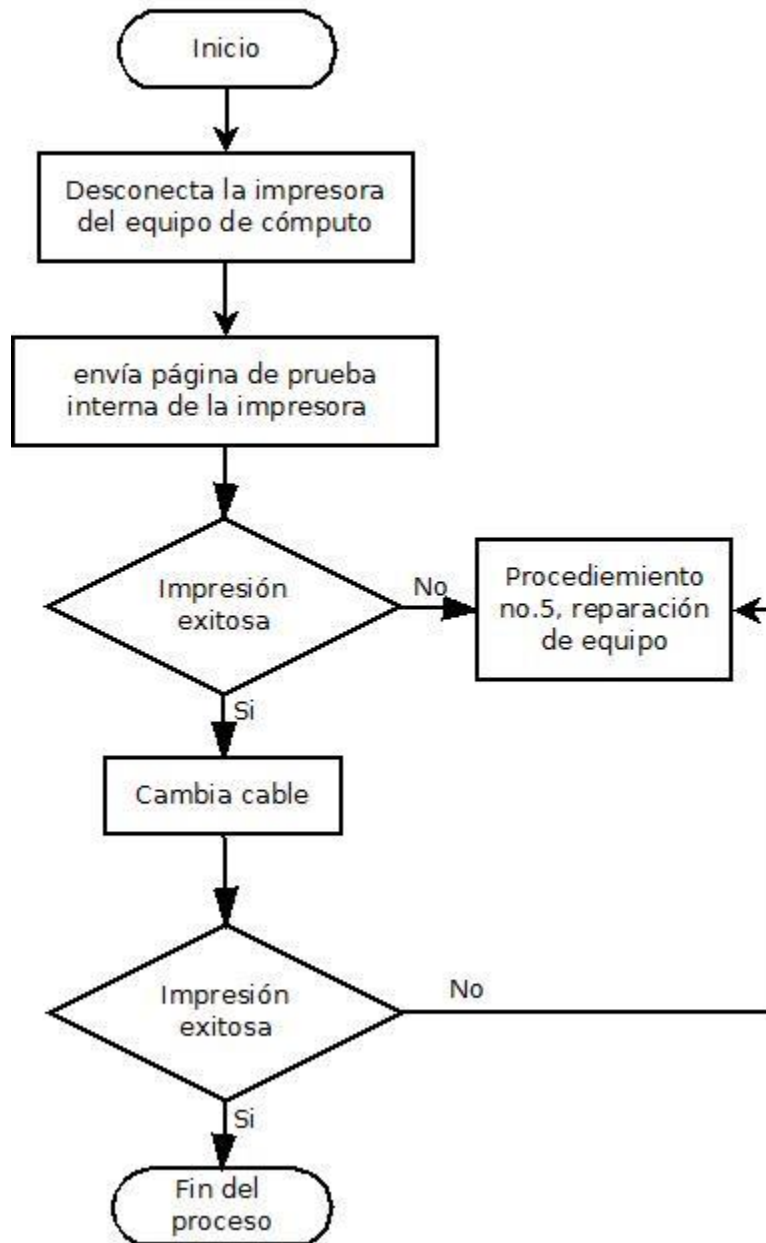 Inicio
Desconecta la impresora
del equipo de cómputo
envía página de prueba
interna de la impresora
Impresión
exitosa
No
Procediemiento
no.5, reparación
de equipo
Si
Cambia cable
Impresión
exitosa
No
Si
Fin del
proceso